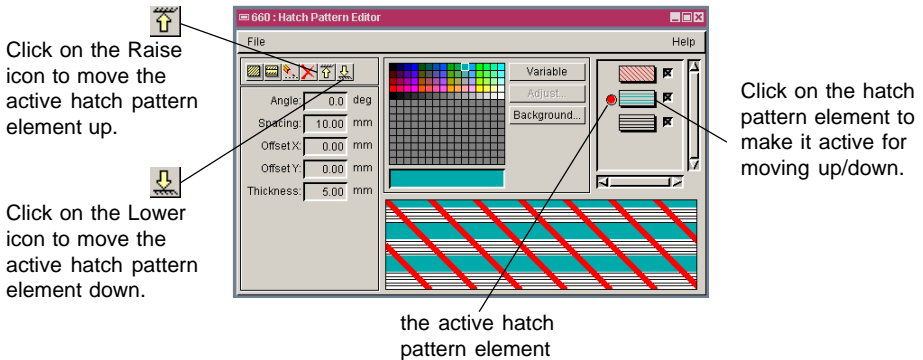 Click on the Raise
icon to move the
active hatch pattern
element up.
Click on the Lower
icon to move the
active hatch pattern
element down.
660 : Hatch Pattern Editor
File
Help
Angle: 0.0 deg
Spacing: 10.00 mm
Offset X: 0.00 mm
Offset Y: 0.00 mm
Thickness: 5.00 mm
Variable
Adjust...
Background...
Click on the hatch
pattern element to
make it active for
moving up/down.
the active hatch
pattern element